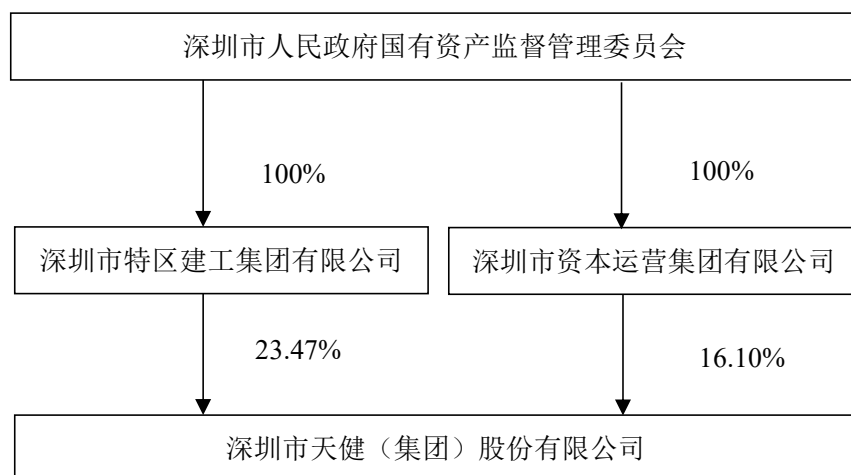 深圳市人民政府国有资产监督管理委员会
100%
100%
深圳市特区建工集团有限公司
深圳市资本运营集团有限公司
23.47%
16.10%
深圳市天健（集团）股份有限公司